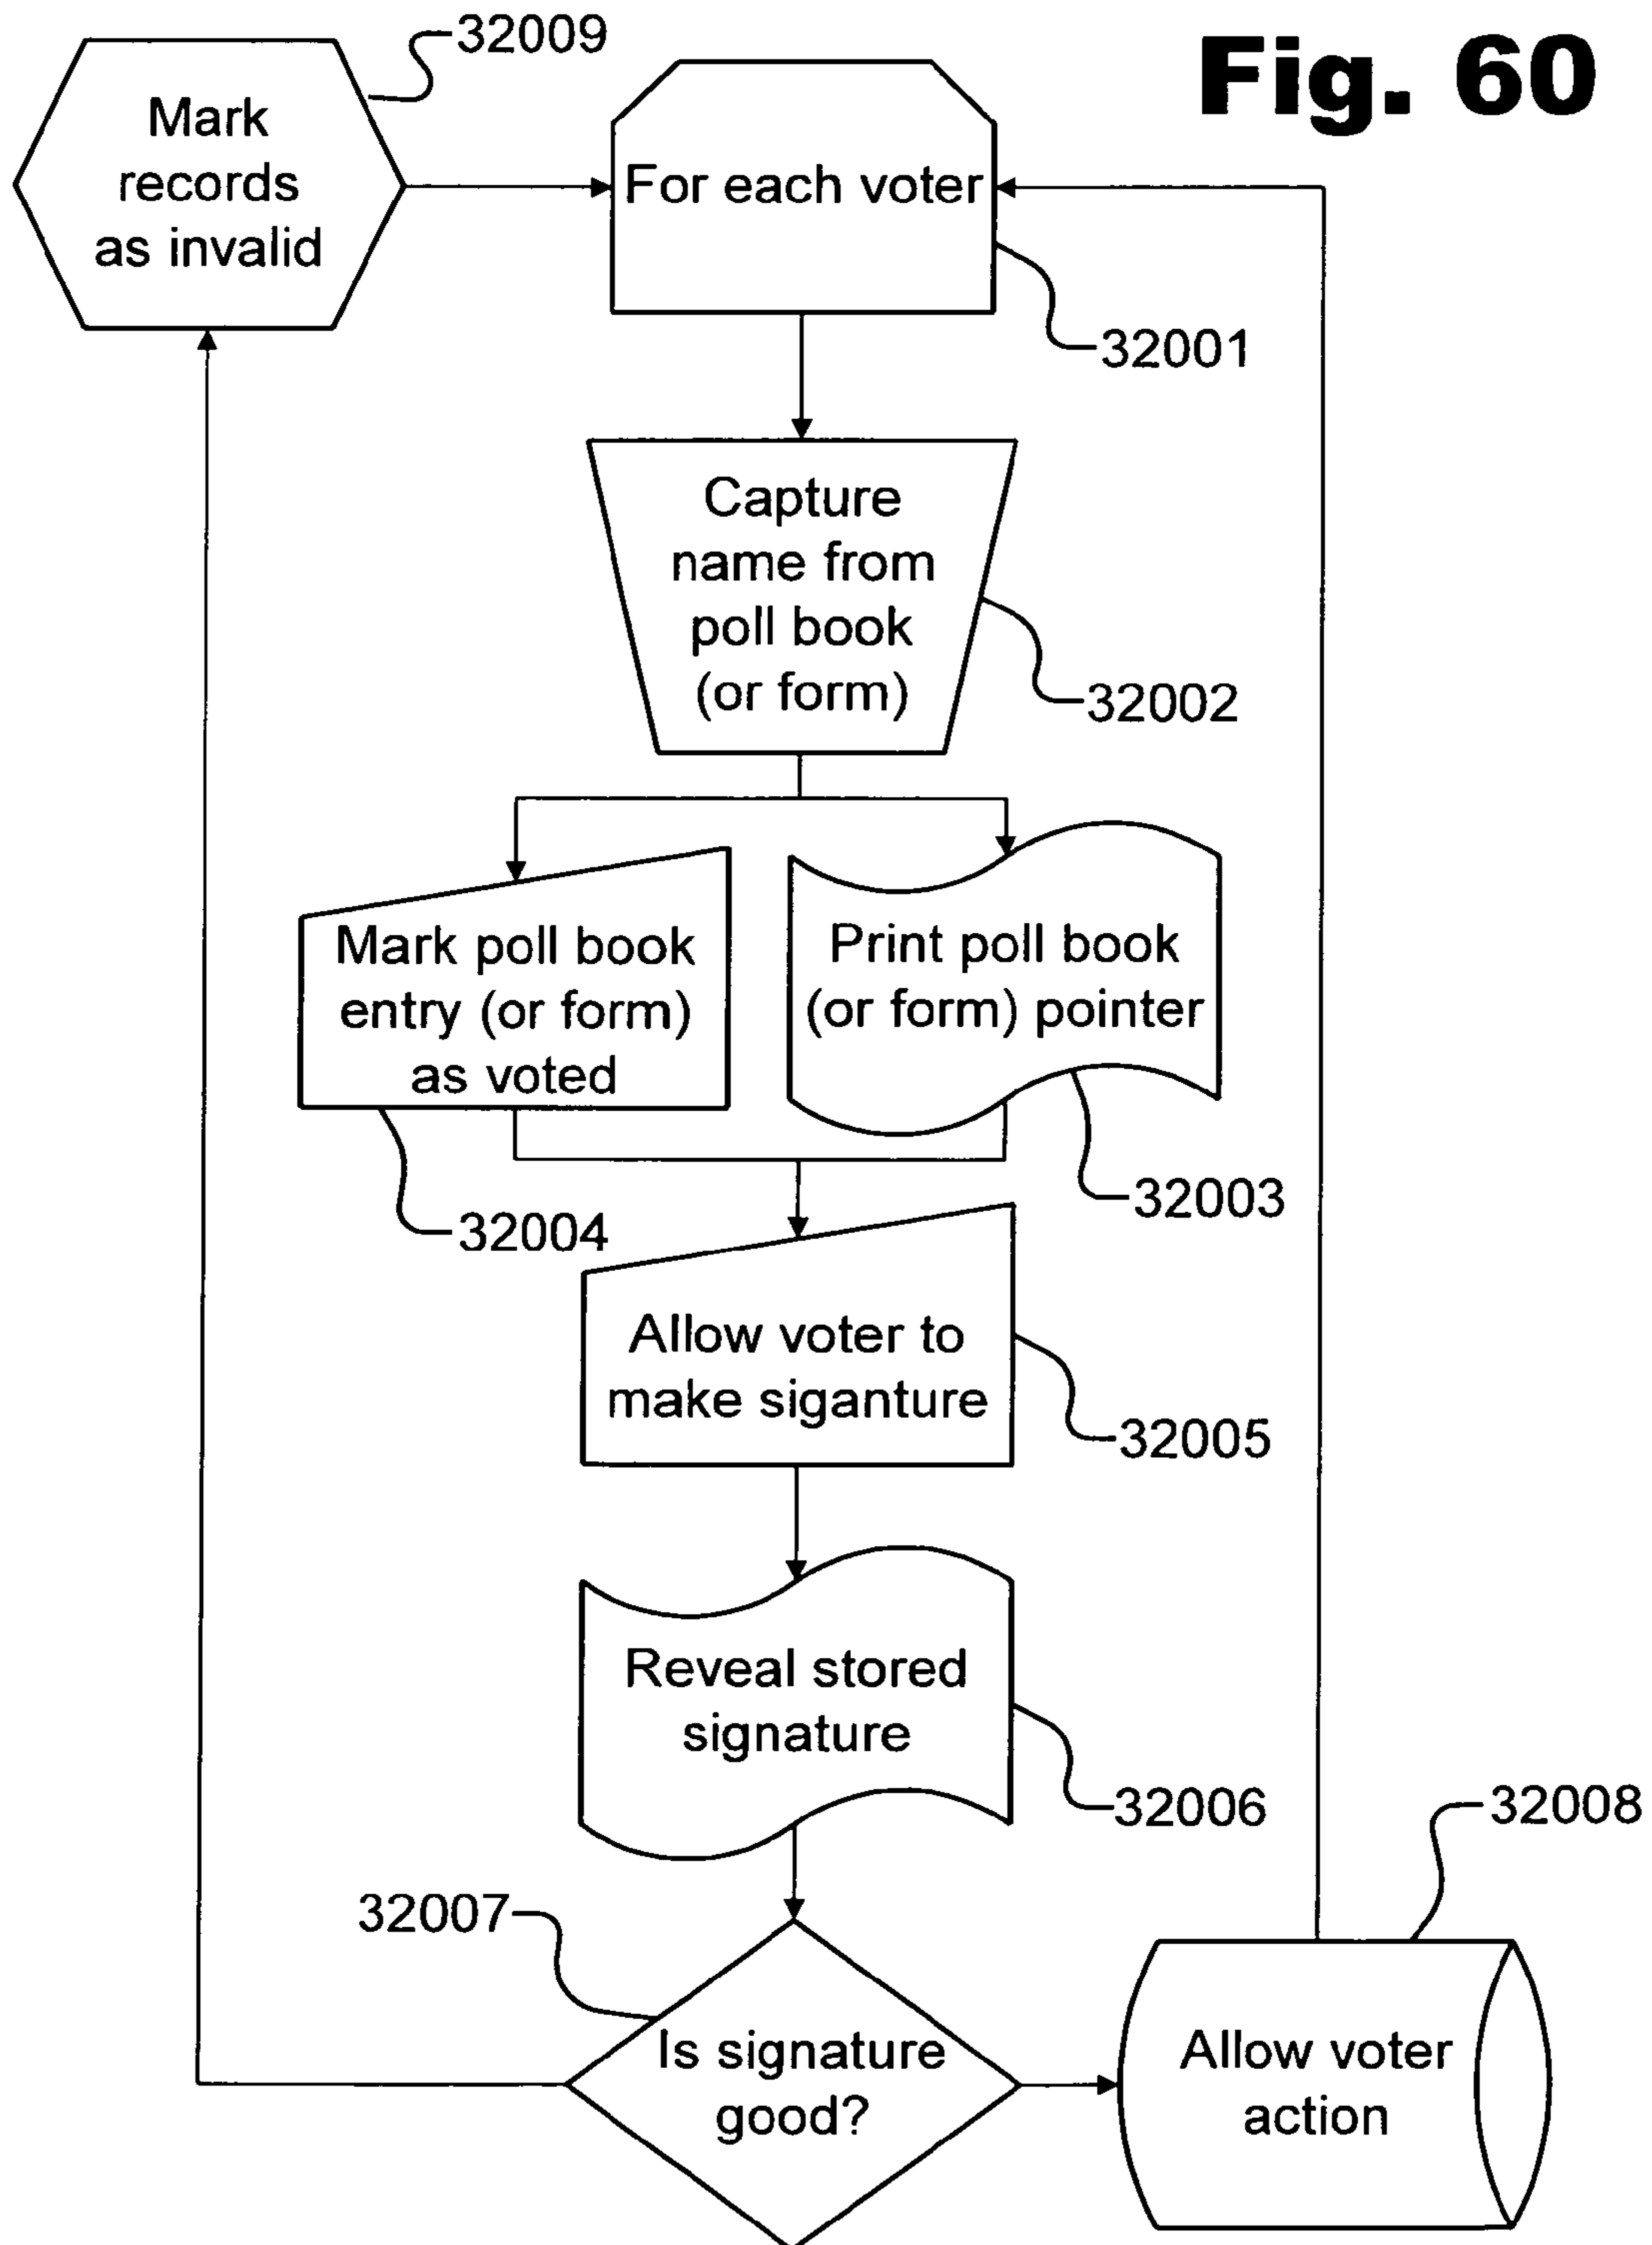 32009
Fig. 60
Mark
records
as invalid
For each voter
32001
Capture
name from
poll book
(or form)
32002
Mark poll book
entry (or form)
as voted
Print poll book
(or form) pointer
32003
32004
Allow voter to
make siganture
32005
Reveal stored
signature
32006
32008
32007
Is signature
good?
Allow voter
action